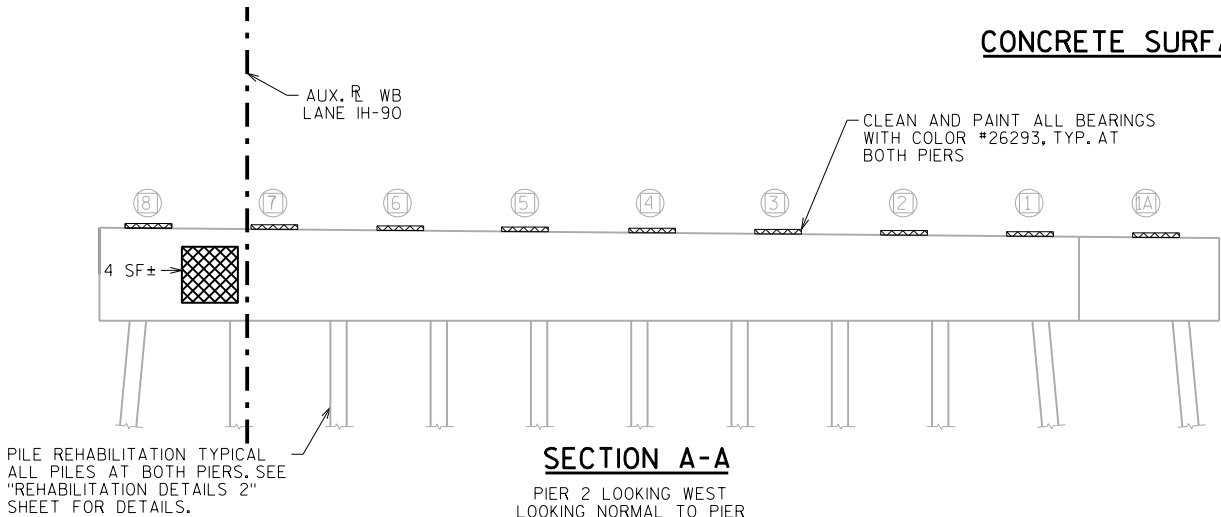 CONCRETE SURFA
AUX. ℞ WB
LANE IH-90
CLEAN AND PAINT ALL BEARINGS
WITH COLOR #26293, TYP. AT
BOTH PIERS
8 7 6 5 4 3 2 1 1A
4 SF±
PILE REHABILITATION TYPICAL
ALL PILES AT BOTH PIERS. SEE
"REHABILITATION DETAILS 2"
SHEET FOR DETAILS.
SECTION A-A
PIER 2 LOOKING WEST
LOOKING NORMAL TO PIER